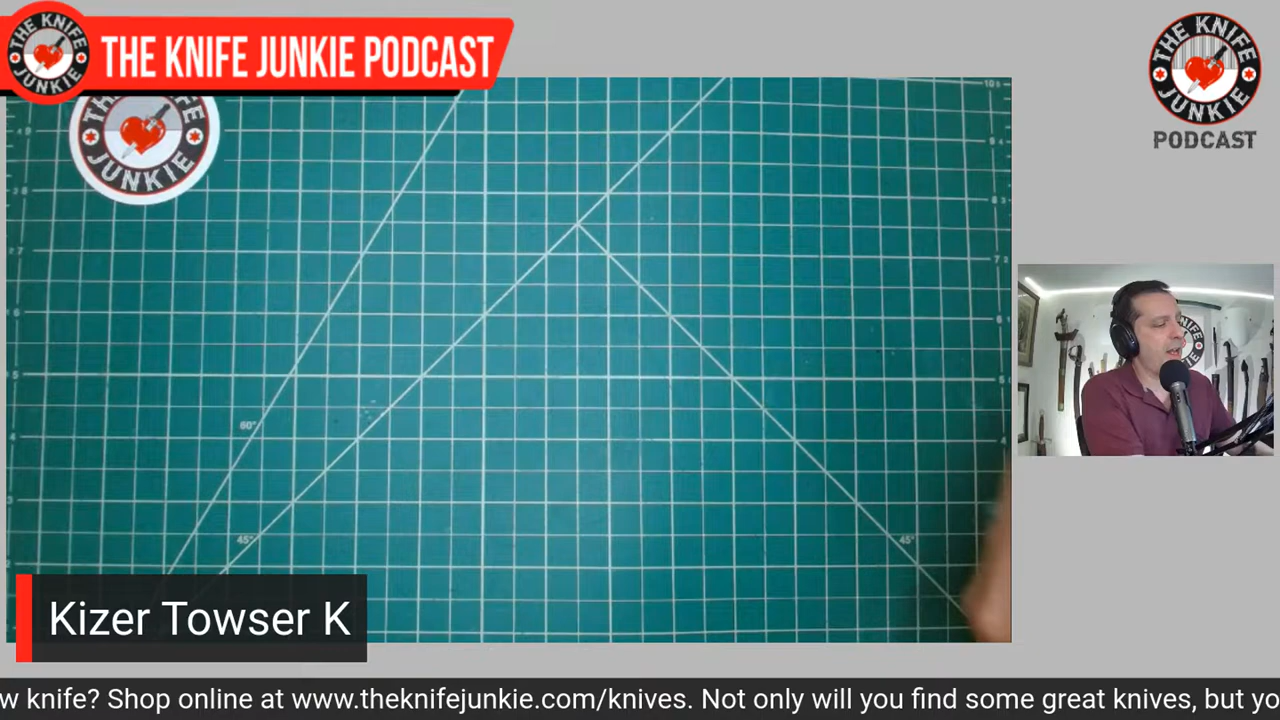 THE KNIFE JUNKIE
THE KNIFE JUNKIE PODCAST
THE KNIFE JUNKIE
PODCAST
JUNKIE
60°
45°
45°
Kizer Towser K
w knife? Shop online at www.theknifejunkie.com/knives. Not only will you find some great knives, but yo